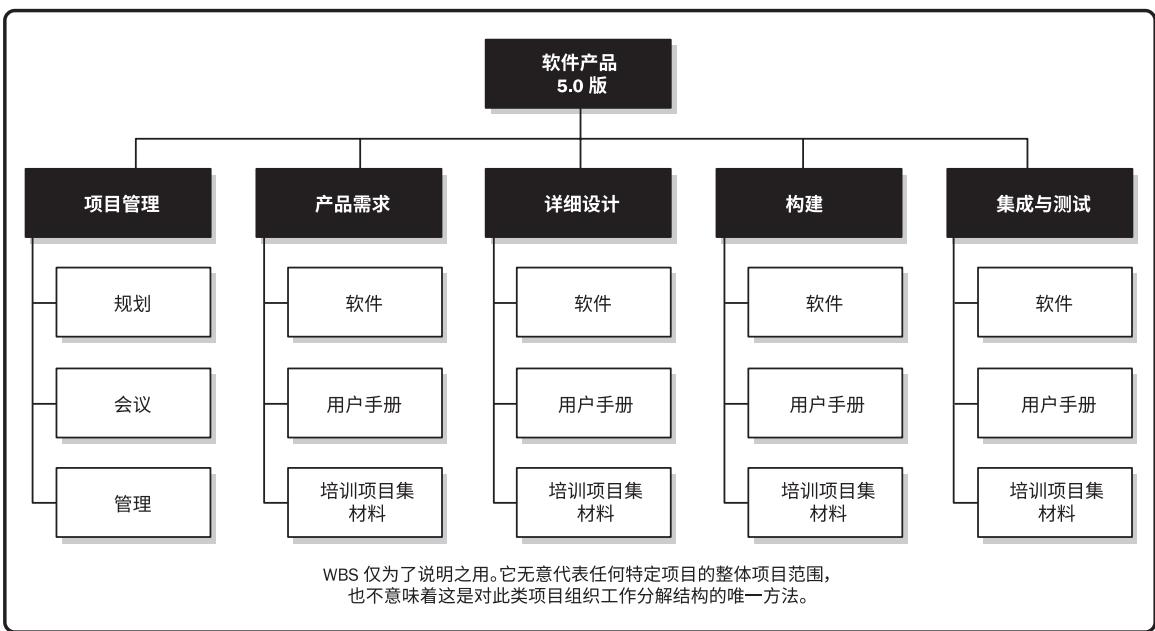 软件产品
5.0 版
项目管理
产品需求
详细设计
构建
集成与测试
规划
软件
软件
软件
软件
会议
用户手册
用户手册
用户手册
用户手册
管理
培训项目集
材料
培训项目集
材料
培训项目集
材料
培训项目集
材料
WBS 仅为了说明之用。它无意代表任何特定项目的整体项目范围，
也不意味着这是对此类项目组织工作分解结构的唯一方法。